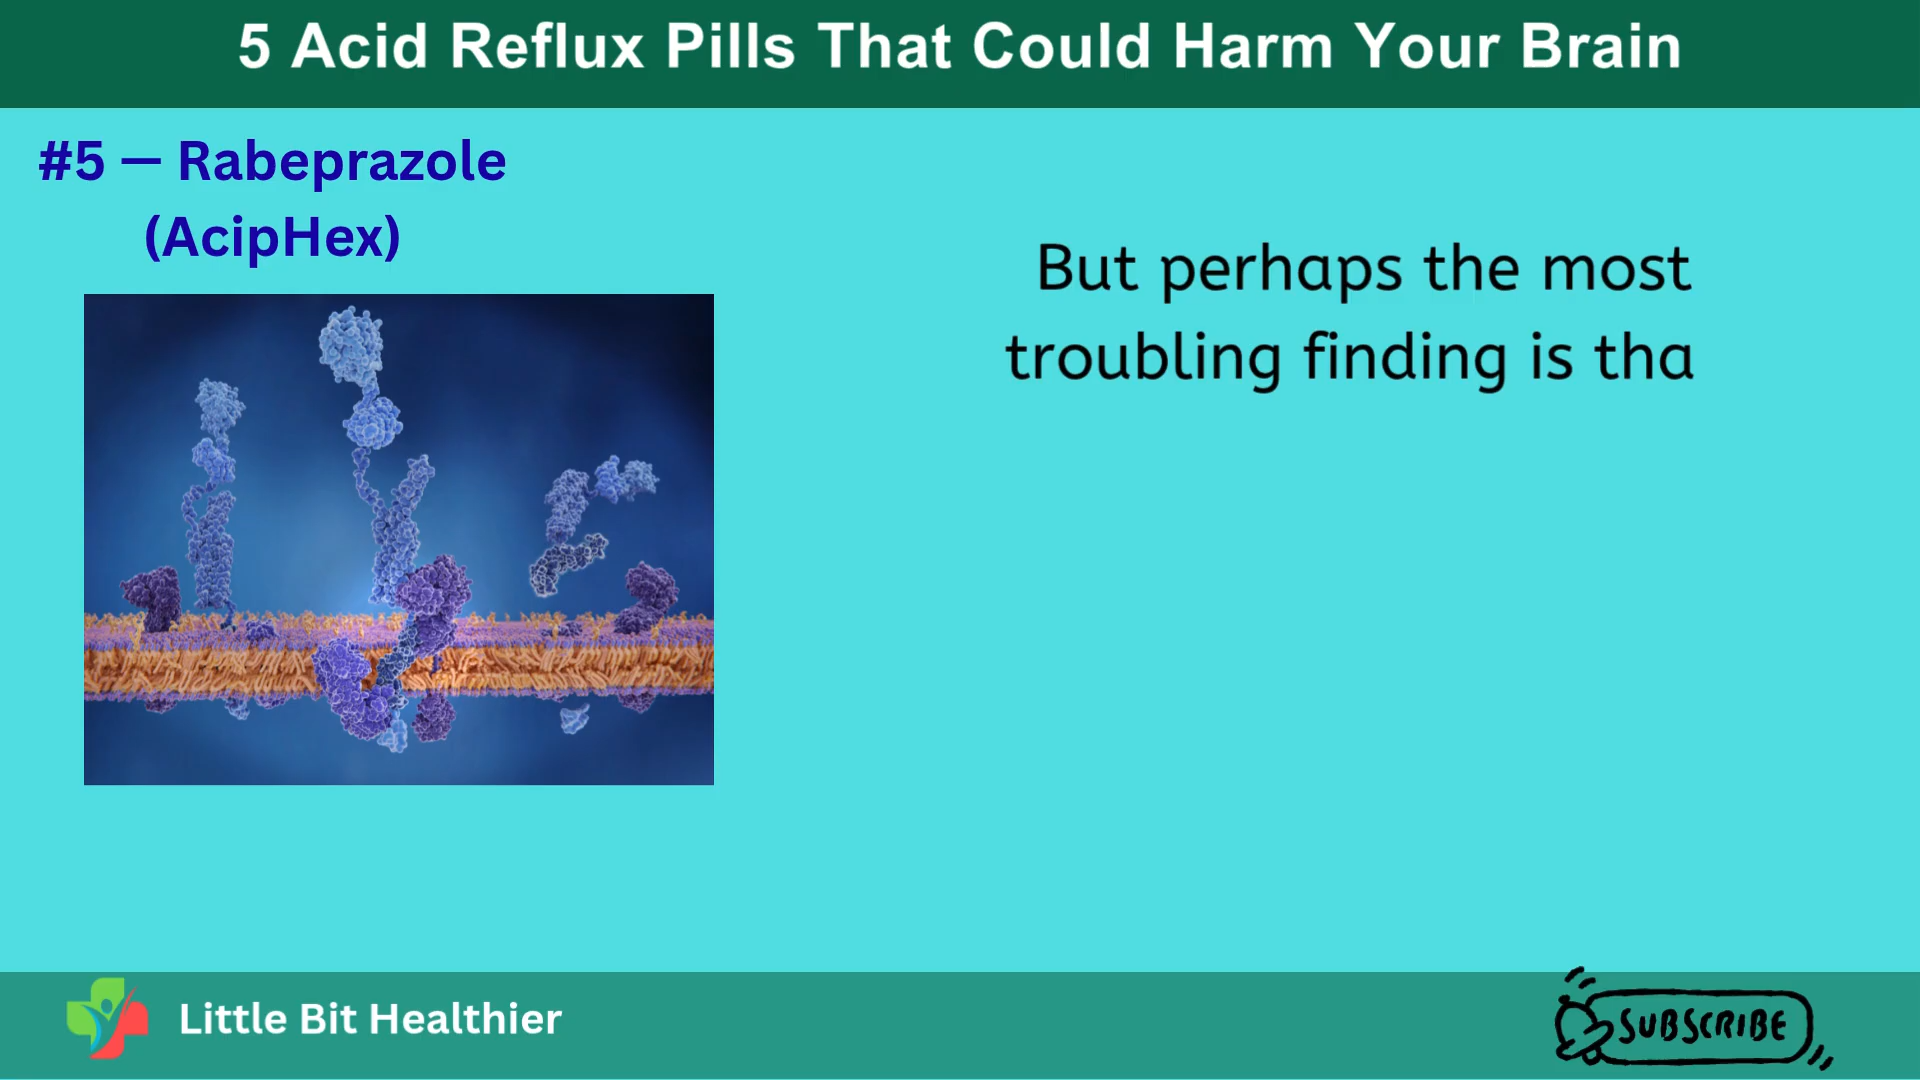 5 Acid Reflux Pills That Could Harm Your Brain
#5 — Rabeprazole
(AcipHex)
But perhaps the most
troubling finding is tha
Little Bit Healthier
SUBSCRIBE